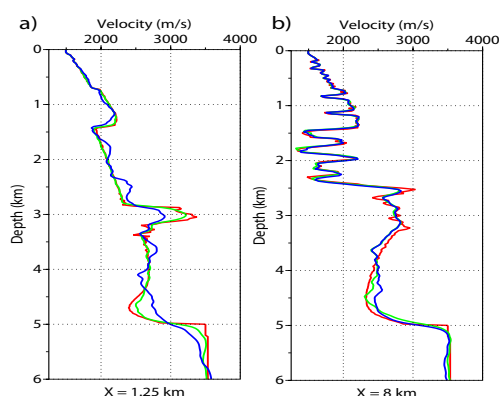 a)
Velocity (m/s)
2000
3000
4000
0
1
2
3
4
5
6
Depth (km)
X = 1.25 km
b)
Velocity (m/s)
2000
3000
4000
0
1
2
3
4
5
6
Depth (km)
X = 8 km